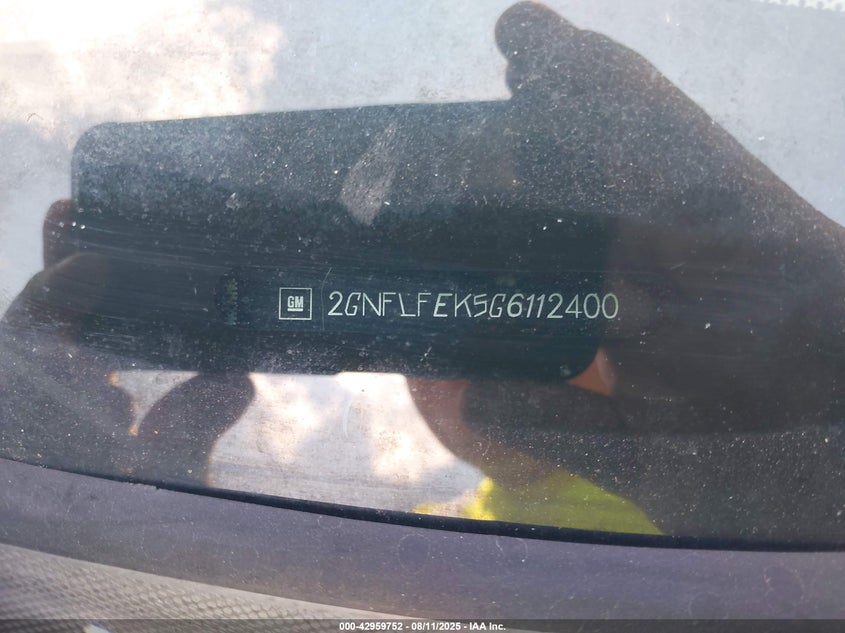 GM 2GNFLFEK5G6112400
000-42959752 - 08/11/2025 - IAA Inc.